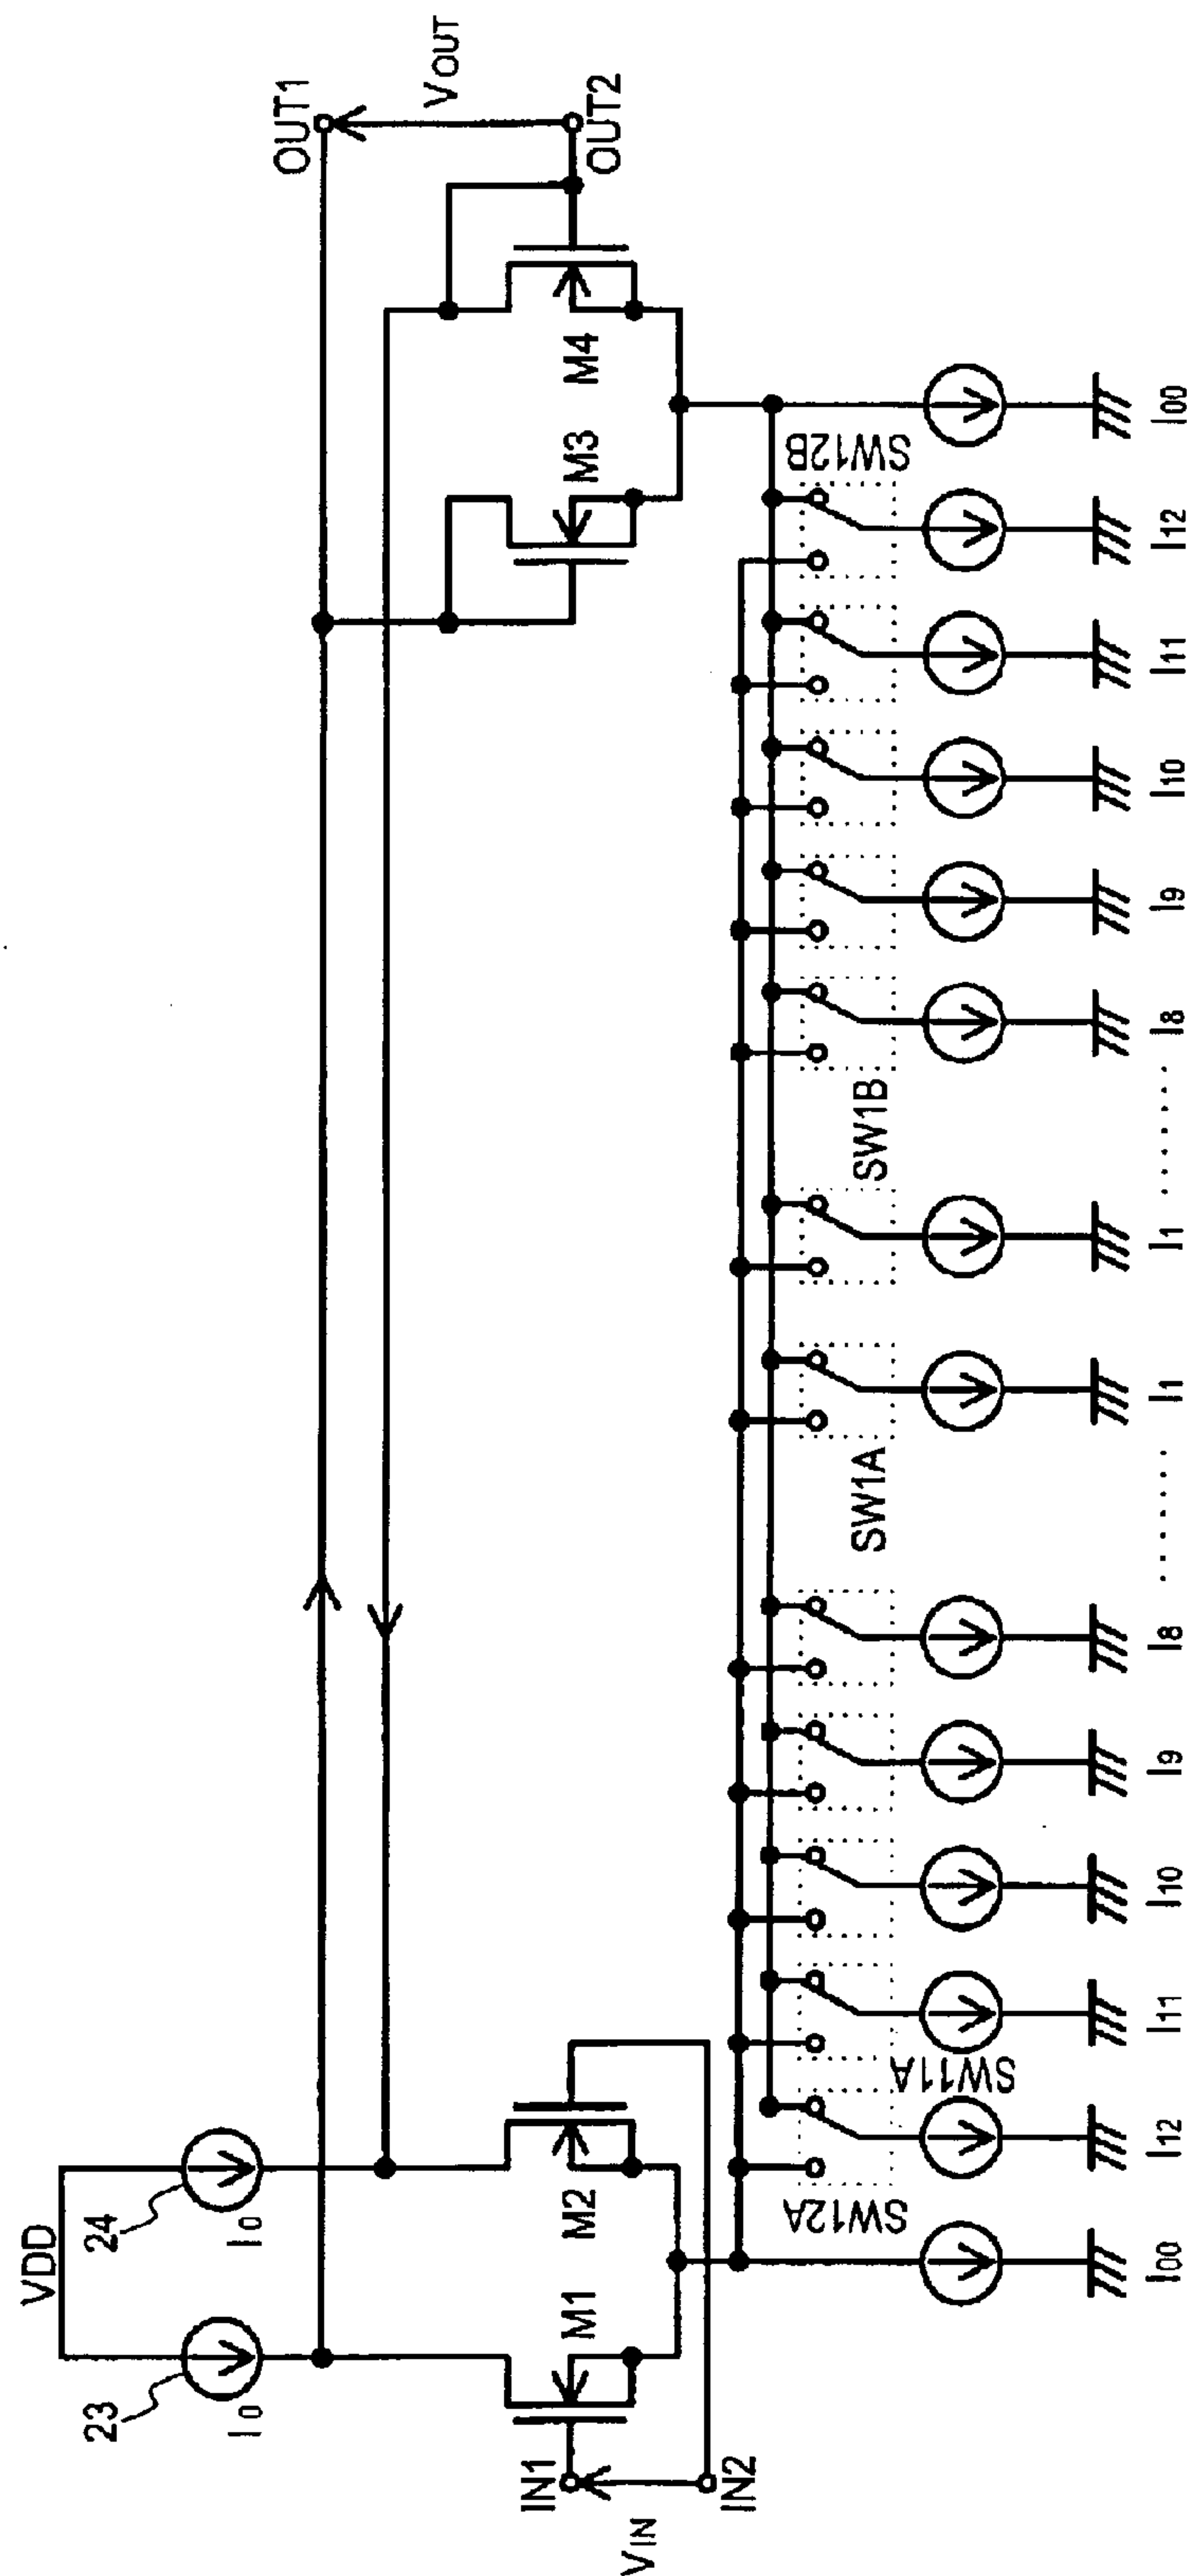 VDD
23
I0
24
I0
OUT1
VOUT
OUT2
M1
M2
M3
M4
IN1
VIN
IN2
SW12A
SW11A
SW1A
SW1B
SW12B
I00
I12
I11
I10
I9
I8
.......
I1
I1
.......
I8
I9
I10
I11
I12
I00